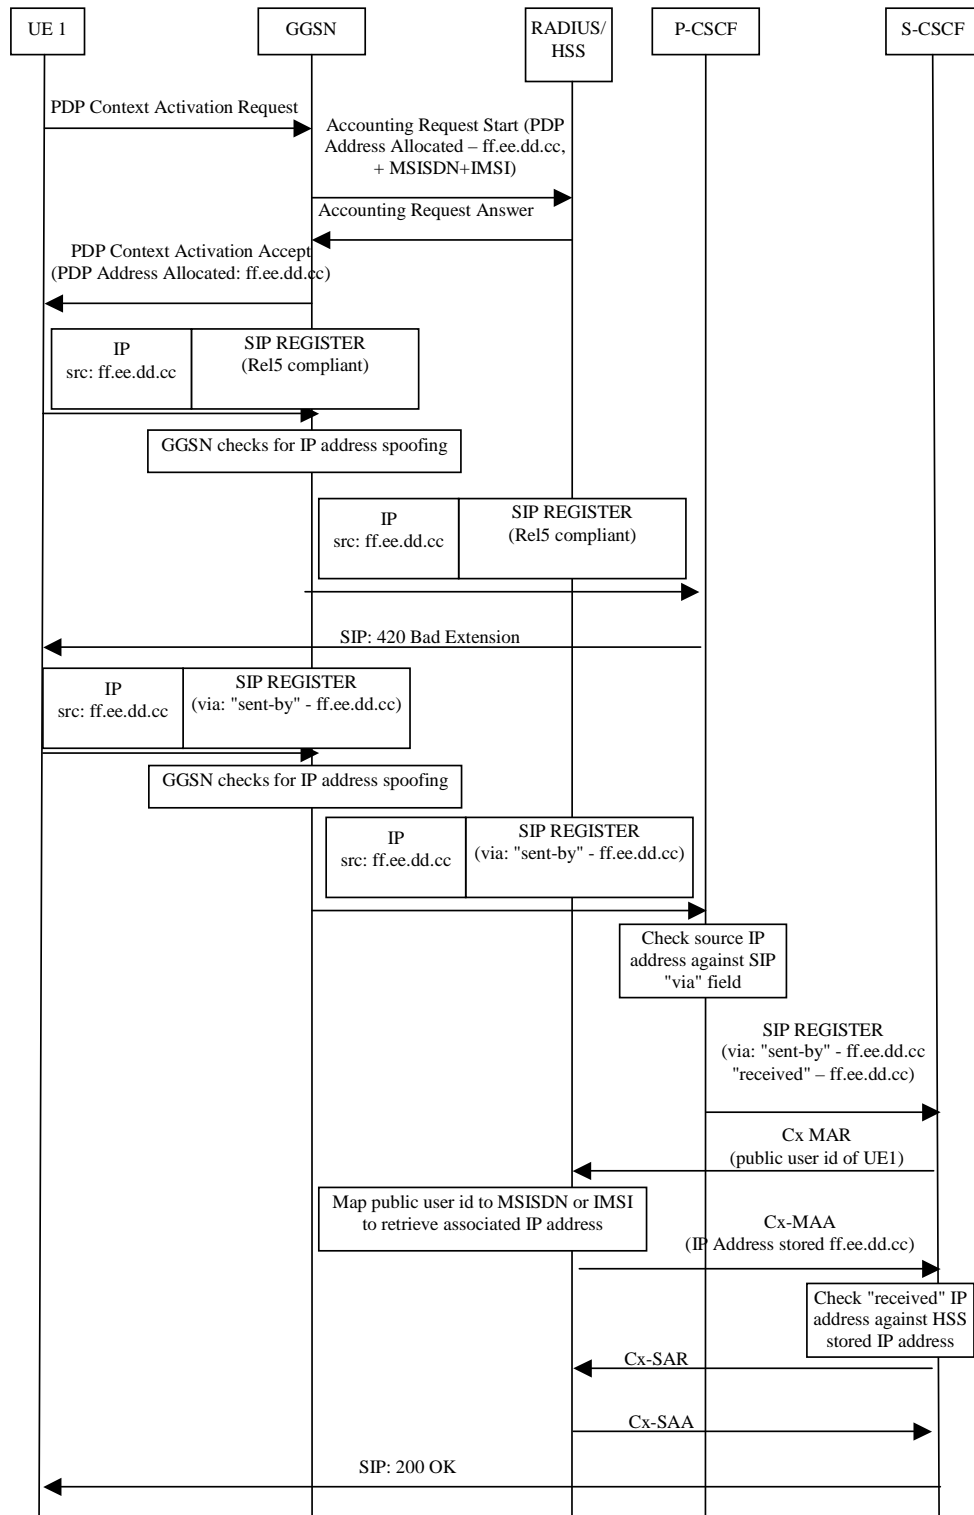 UE 1
GGSN
RADIUS/
HSS
P-CSCF
S-CSCF
PDP Context Activation Request
Accounting Request Start (PDP
Address Allocated – ff.ee.dd.cc,
+ MSISDN+IMSI)
Accounting Request Answer
PDP Context Activation Accept
(PDP Address Allocated: ff.ee.dd.cc)
IP
src: ff.ee.dd.cc
SIP REGISTER
(Rel5 compliant)
GGSN checks for IP address spoofing
IP
src: ff.ee.dd.cc
SIP REGISTER
(Rel5 compliant)
SIP: 420 Bad Extension
IP
src: ff.ee.dd.cc
SIP REGISTER
(via: "sent-by" - ff.ee.dd.cc)
GGSN checks for IP address spoofing
IP
src: ff.ee.dd.cc
SIP REGISTER
(via: "sent-by" - ff.ee.dd.cc)
Check source IP
address against SIP
"via" field
SIP REGISTER
(via: "sent-by" - ff.ee.dd.cc
"received" – ff.ee.dd.cc)
Cx MAR
(public user id of UE1)
Map public user id to MSISDN or IMSI
to retrieve associated IP address
Cx-MAA
(IP Address stored ff.ee.dd.cc)
Check "received" IP
address against HSS
stored IP address
Cx-SAR
Cx-SAA
SIP: 200 OK